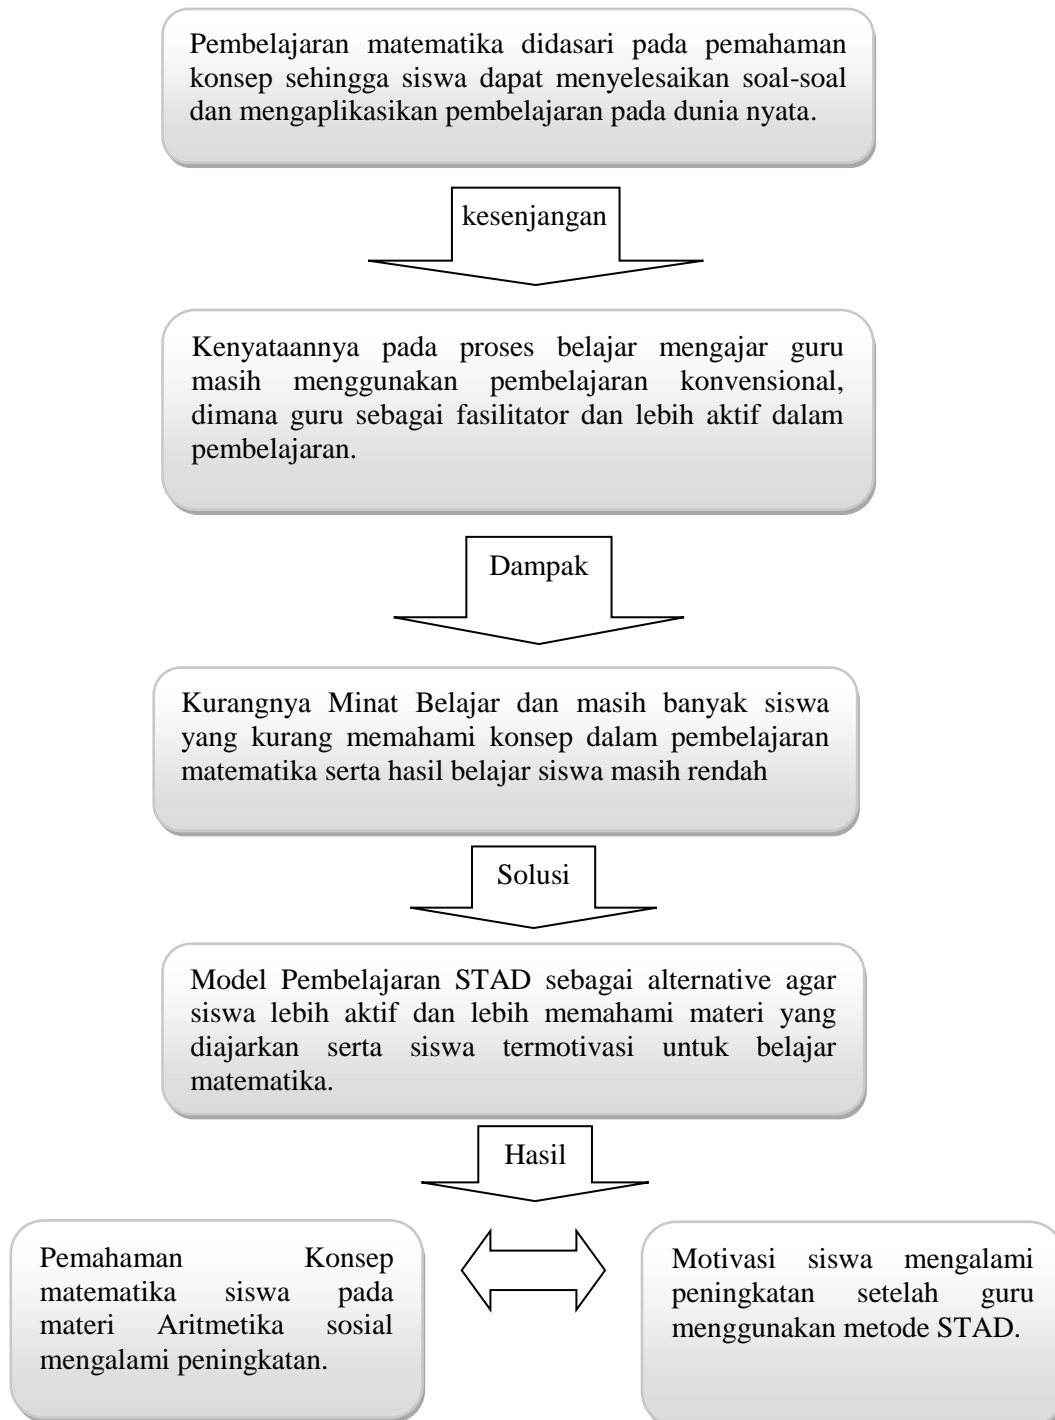 Pembelajaran matematika didasari pada pemahaman
konsep sehingga siswa dapat menyelesaikan soal-soal
dan mengaplikasikan pembelajaran pada dunia nyata.
kesenjangan
Kenyataannya pada proses belajar mengajar guru
masih menggunakan pembelajaran konvensional,
dimana guru sebagai fasilitator dan lebih aktif dalam
pembelajaran.
Dampak
Kurangnya Minat Belajar dan masih banyak siswa
yang kurang memahami konsep dalam pembelajaran
matematika serta hasil belajar siswa masih rendah
Solusi
Model Pembelajaran STAD sebagai alternative agar
siswa lebih aktif dan lebih memahami materi yang
diajarkan serta siswa termotivasi untuk belajar
matematika.
Hasil
Pemahaman Konsep
matematika siswa pada
materi Aritmetika sosial
mengalami peningkatan.
Motivasi siswa mengalami
peningkatan setelah guru
menggunakan metode STAD.